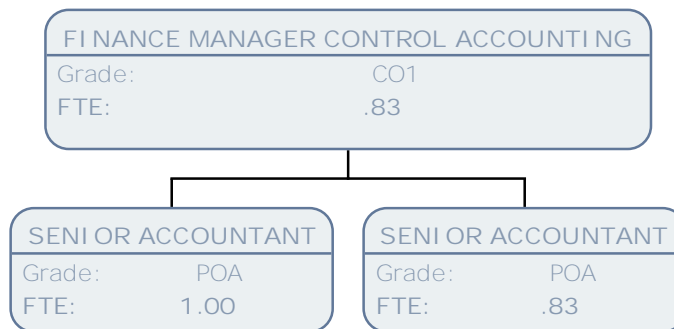 FINANCE MANAGER CONTROL ACCOUNTING
Grade: CO1
FTE: .83
SENIOR ACCOUNTANT
Grade: POA
FTE: 1.00
SENIOR ACCOUNTANT
Grade: POA
FTE: .83